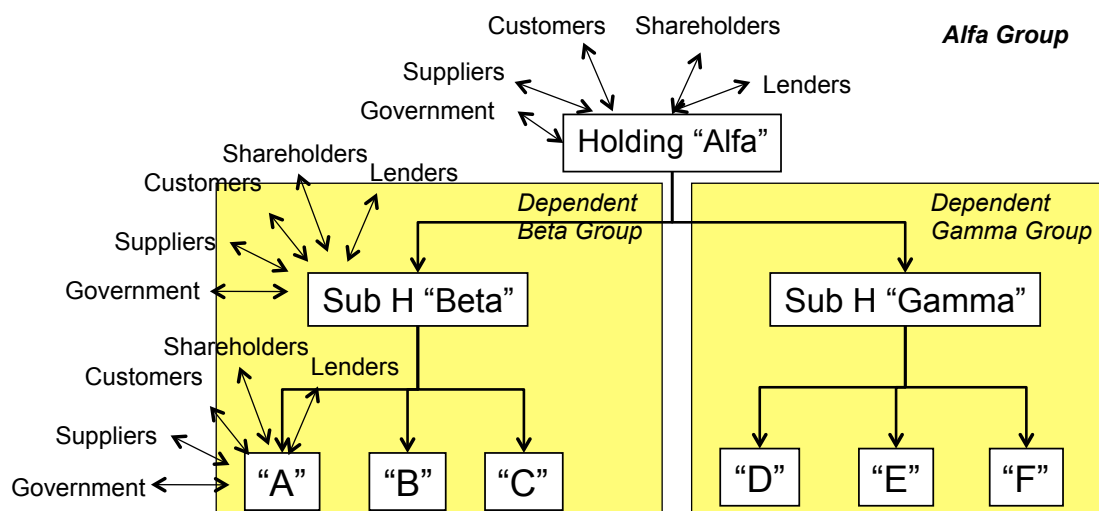 Customers
Shareholders
Alfa Group
Suppliers
Lenders
Government
Holding “Alfa”
Shareholders
Lenders
Customers
Dependent
Beta Group
Dependent
Gamma Group
Suppliers
Government
Sub H “Beta”
Sub H “Gamma”
Shareholders
Lenders
Customers
Suppliers
Government
“A”
“B”
“C”
“D”
“E”
“F”